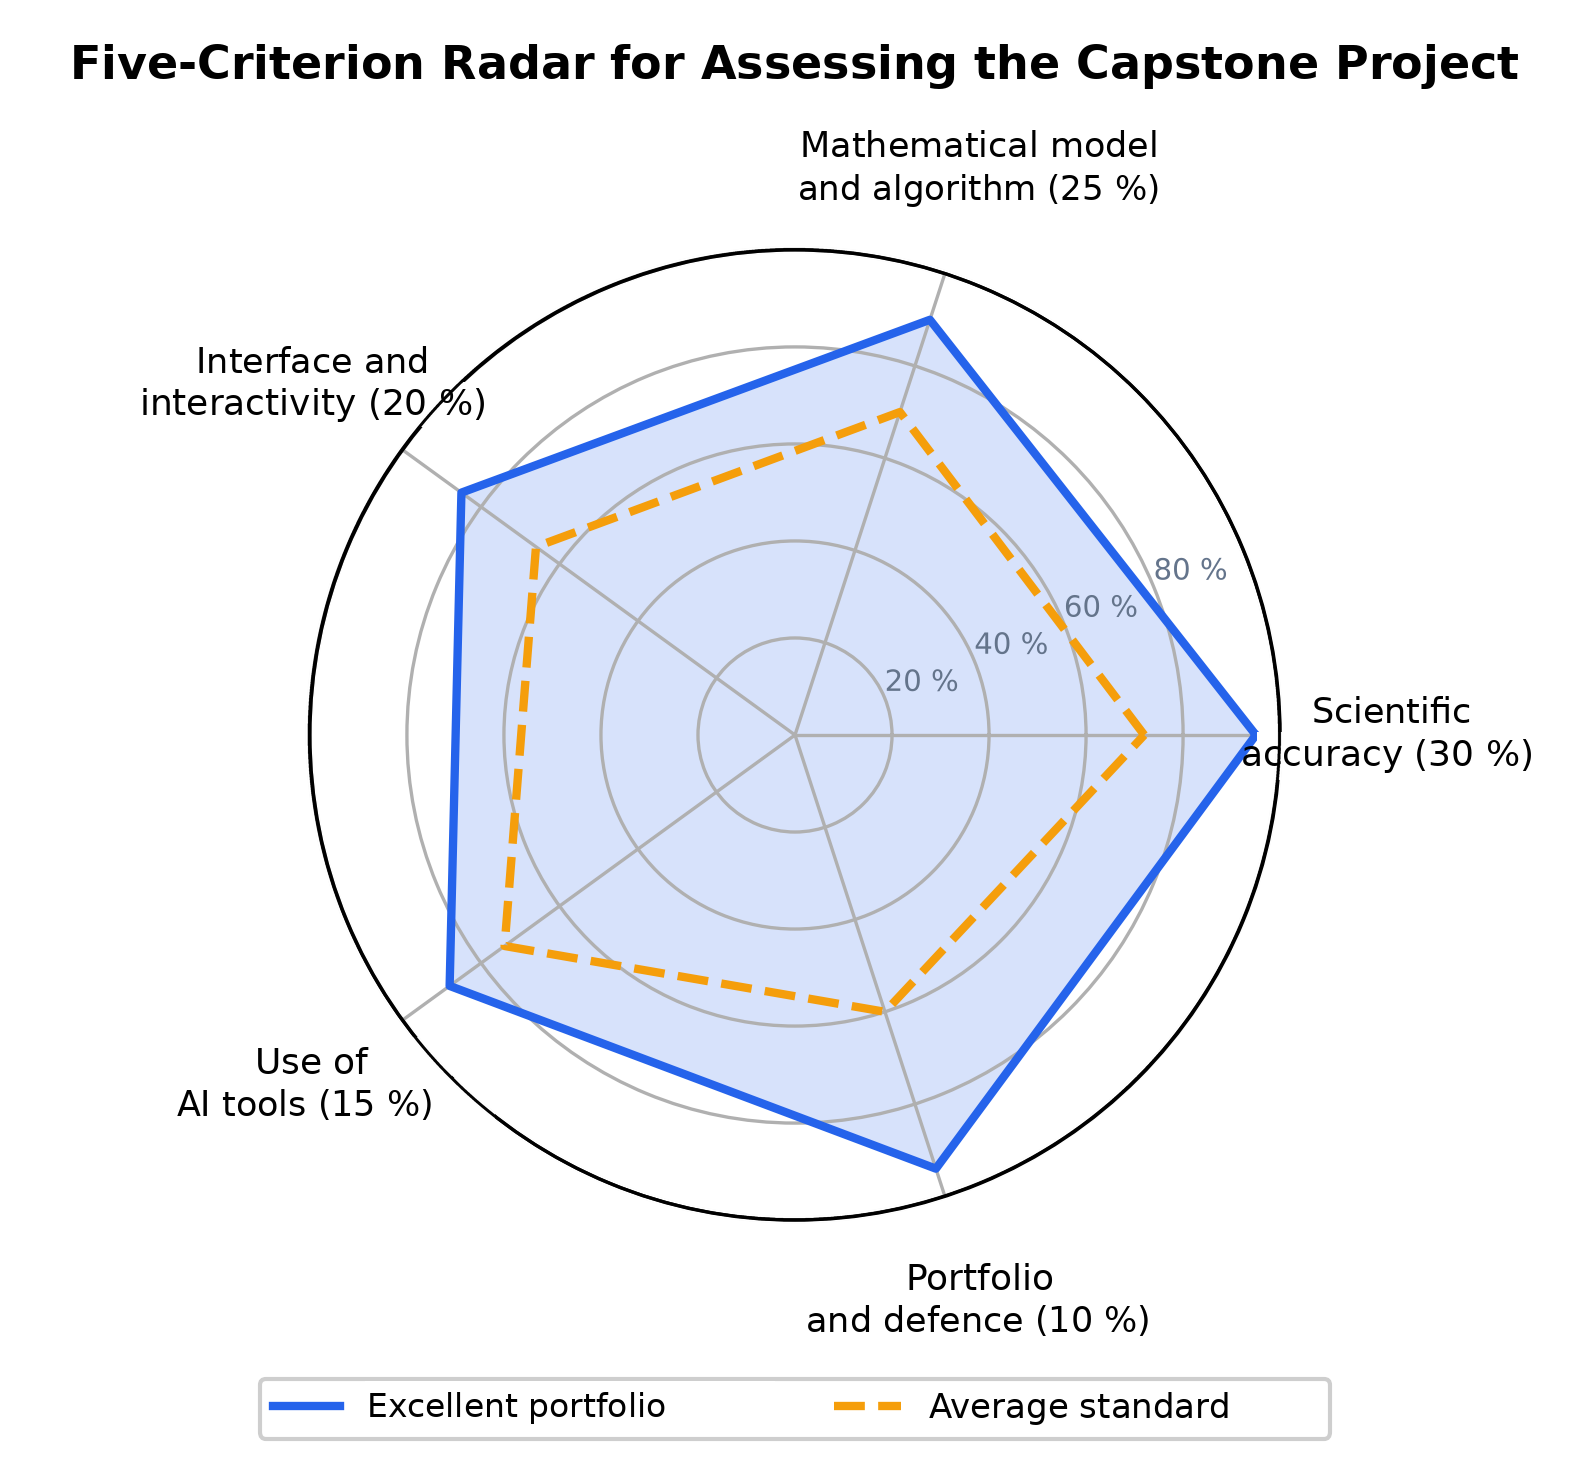 Five-Criterion Radar for Assessing the Capstone Project
Mathematical model
and algorithm (25 %)
Interface and
interactivity (20 %)
80 %
60 %
40 %
20 %
Scientific
accuracy (30 %)
Use of
AI tools (15 %)
Portfolio
and defence (10 %)
Excellent portfolio
Average standard